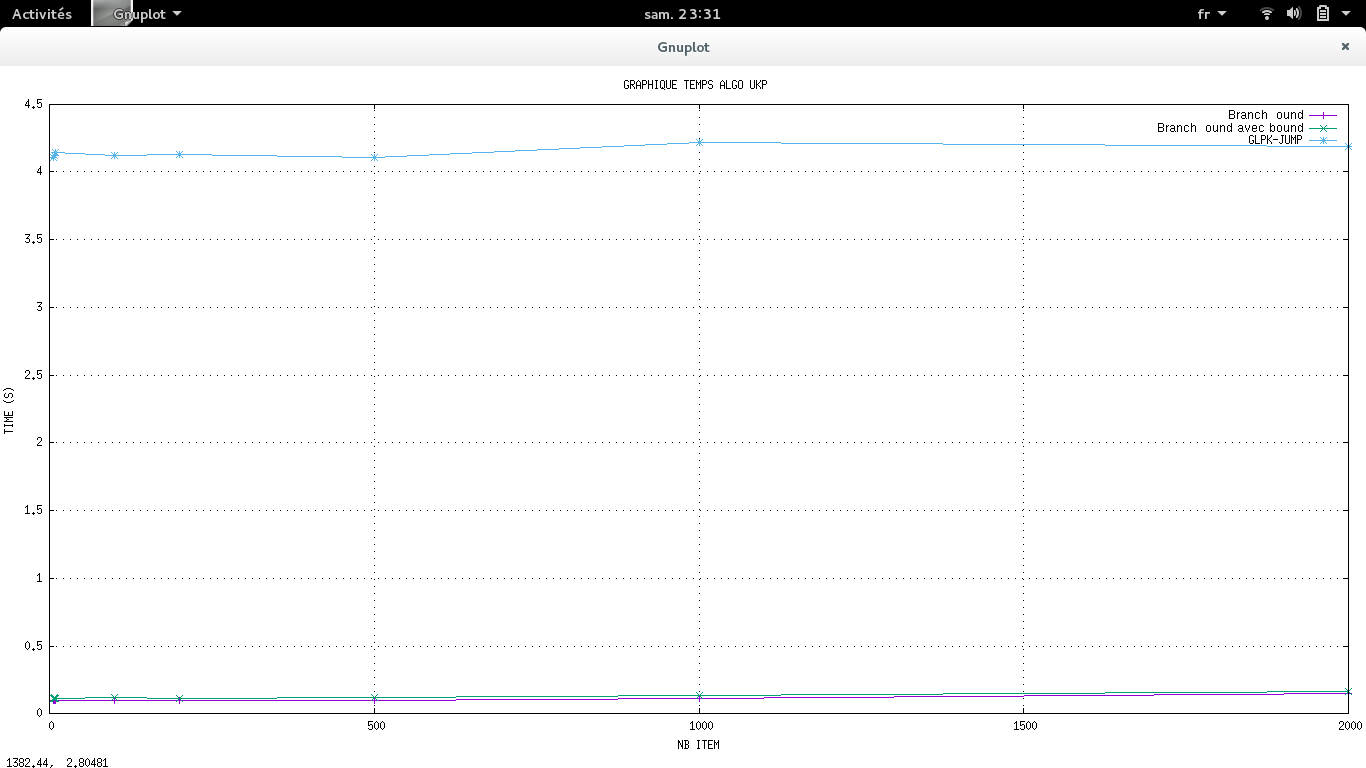 Activités Gnuplot sam. 23:31 fr
Gnuplot
GRAPHIQUE TEMPS ALGO UKP
4.5
Branch ound
Branch ound avec bound
GLPK-JUMP
4
3.5
3
2.5
TIME (S)
2
1.5
1
0.5
0
0 500 1000 1500 2000
NB ITEM
1382.44, 2.80481